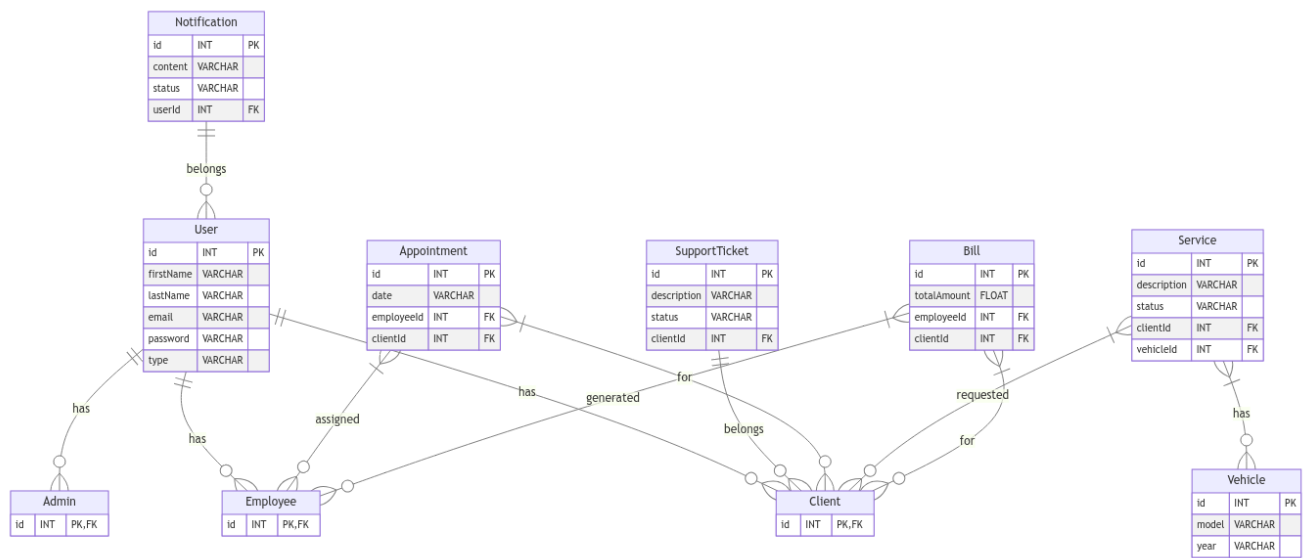 Notification
id INT PK
content VARCHAR
status VARCHAR
userId INT FK
belongs
User
id INT PK
firstName VARCHAR
lastName VARCHAR
email VARCHAR
password VARCHAR
type VARCHAR
Appointment
id INT PK
date VARCHAR
employeeId INT FK
clientId INT FK
SupportTicket
id INT PK
description VARCHAR
status VARCHAR
clientId INT FK
Bill
id INT PK
totalAmount FLOAT
employeeId INT FK
clientId INT FK
Service
id INT PK
description VARCHAR
status VARCHAR
clientId INT FK
vehicleId INT FK
has
has
assigned
has
generated
for
belongs
requested
for
has
Admin
id INT PK,FK
Employee
id INT PK,FK
Client
id INT PK,FK
Vehicle
id INT PK
model VARCHAR
year VARCHAR